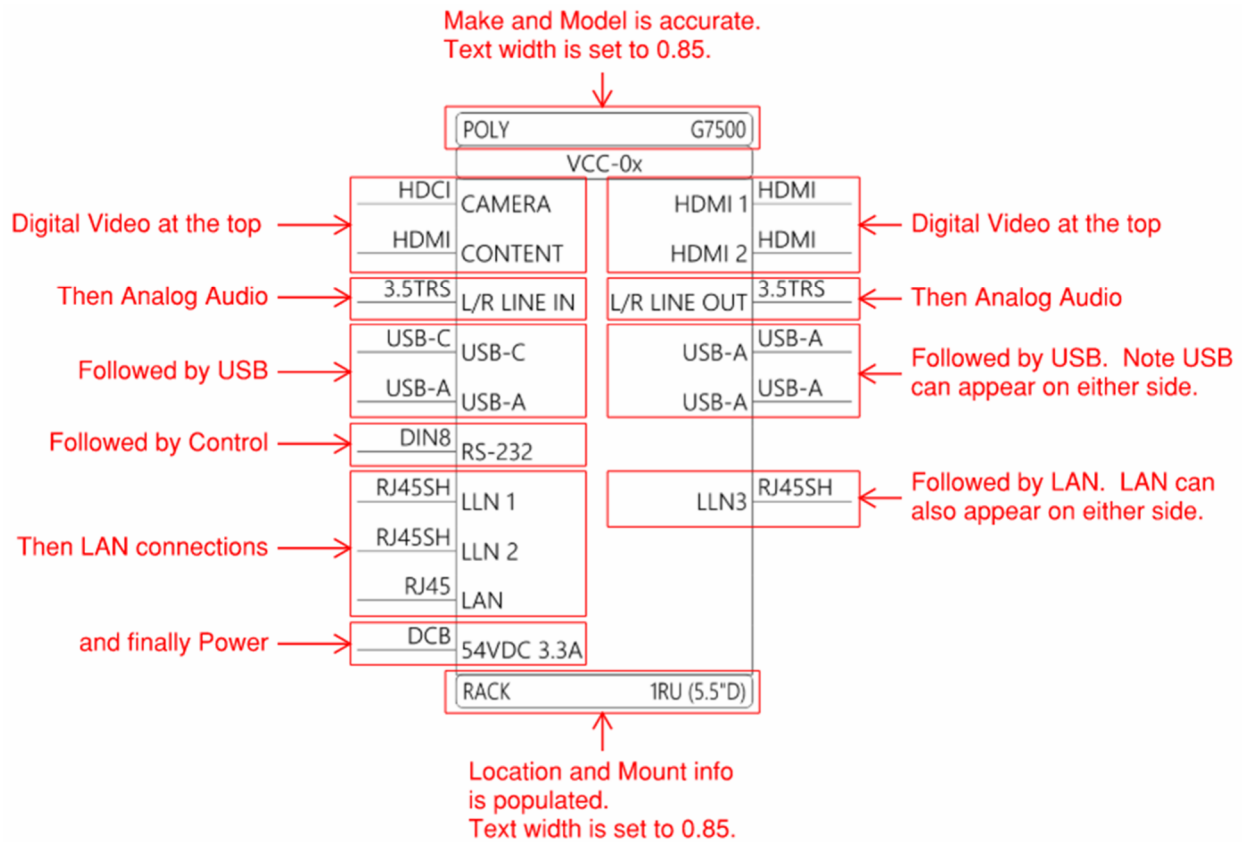 Make and Model is accurate.
Text width is set to 0.85.
POLY G7500
VCC-0x
HDCI CAMERA HDMI 1 HDMI
Digital Video at the top
Digital Video at the top
HDMI CONTENT HDMI 2 HDMI
Then Analog Audio
3.5TRS L/R LINE IN L/R LINE OUT 3.5TRS
Then Analog Audio
USB-C USB-C USB-A USB-A
Followed by USB
Followed by USB. Note USB
can appear on either side.
USB-A USB-A USB-A USB-A
Followed by Control
DIN8 RS-232
RJ45SH LLN 1 LLN3 RJ45SH
Followed by LAN. LAN can
also appear on either side.
Then LAN connections
RJ45SH LLN 2
RJ45 LAN
and finally Power
DCB 54VDC 3.3A
RACK 1RU (5.5"D)
Location and Mount info
is populated.
Text width is set to 0.85.